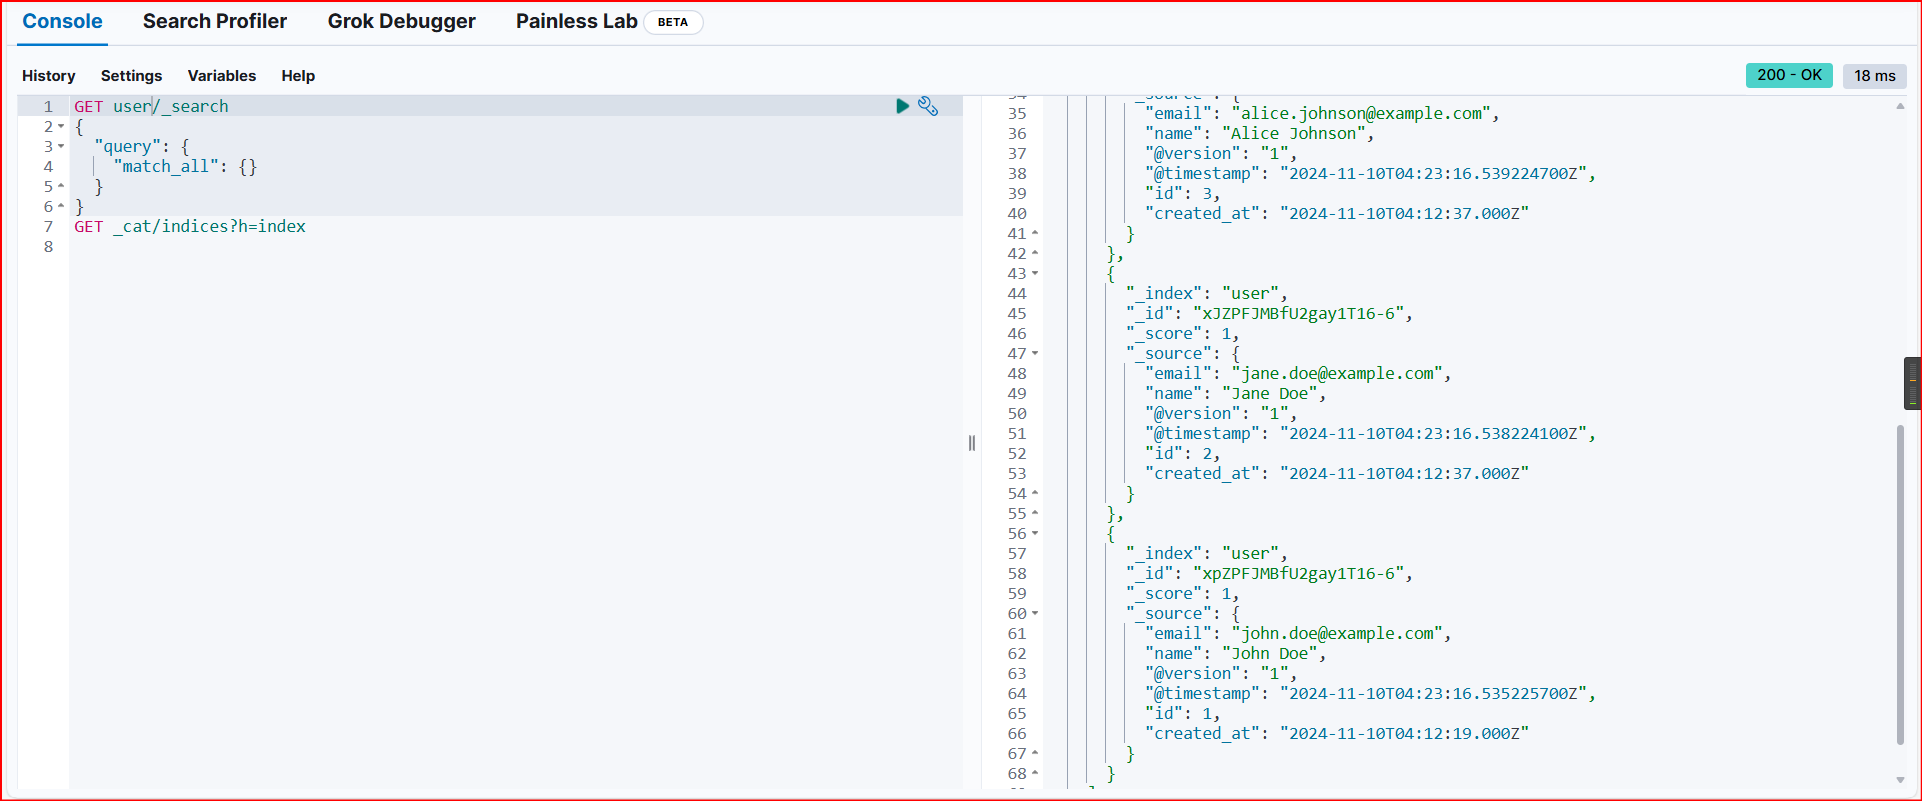 Console Search Profiler Grok Debugger Painless Lab BETA
History Settings Variables Help 200 - OK 18 ms
1 GET user/_search
2 {
3 "query": {
4 "match_all": {}
5 }
6 }
7 GET _cat/indices?h=index
8
34 "_source": {
35 "email": "alice.johnson@example.com",
36 "name": "Alice Johnson",
37 "@version": "1",
38 "@timestamp": "2024-11-10T04:23:16.539224700Z",
39 "id": 3,
40 "created_at": "2024-11-10T04:12:37.000Z"
41 }
42 },
43 {
44 "_index": "user",
45 "_id": "xJZPFJMBfU2gay1T16-6",
46 "_score": 1,
47 "_source": {
48 "email": "jane.doe@example.com",
49 "name": "Jane Doe",
50 "@version": "1",
51 "@timestamp": "2024-11-10T04:23:16.538224100Z",
52 "id": 2,
53 "created_at": "2024-11-10T04:12:37.000Z"
54 }
55 },
56 {
57 "_index": "user",
58 "_id": "xpZPFJMBfU2gay1T16-6",
59 "_score": 1,
60 "_source": {
61 "email": "john.doe@example.com",
62 "name": "John Doe",
63 "@version": "1",
64 "@timestamp": "2024-11-10T04:23:16.535225700Z",
65 "id": 1,
66 "created_at": "2024-11-10T04:12:19.000Z"
67 }
68 }